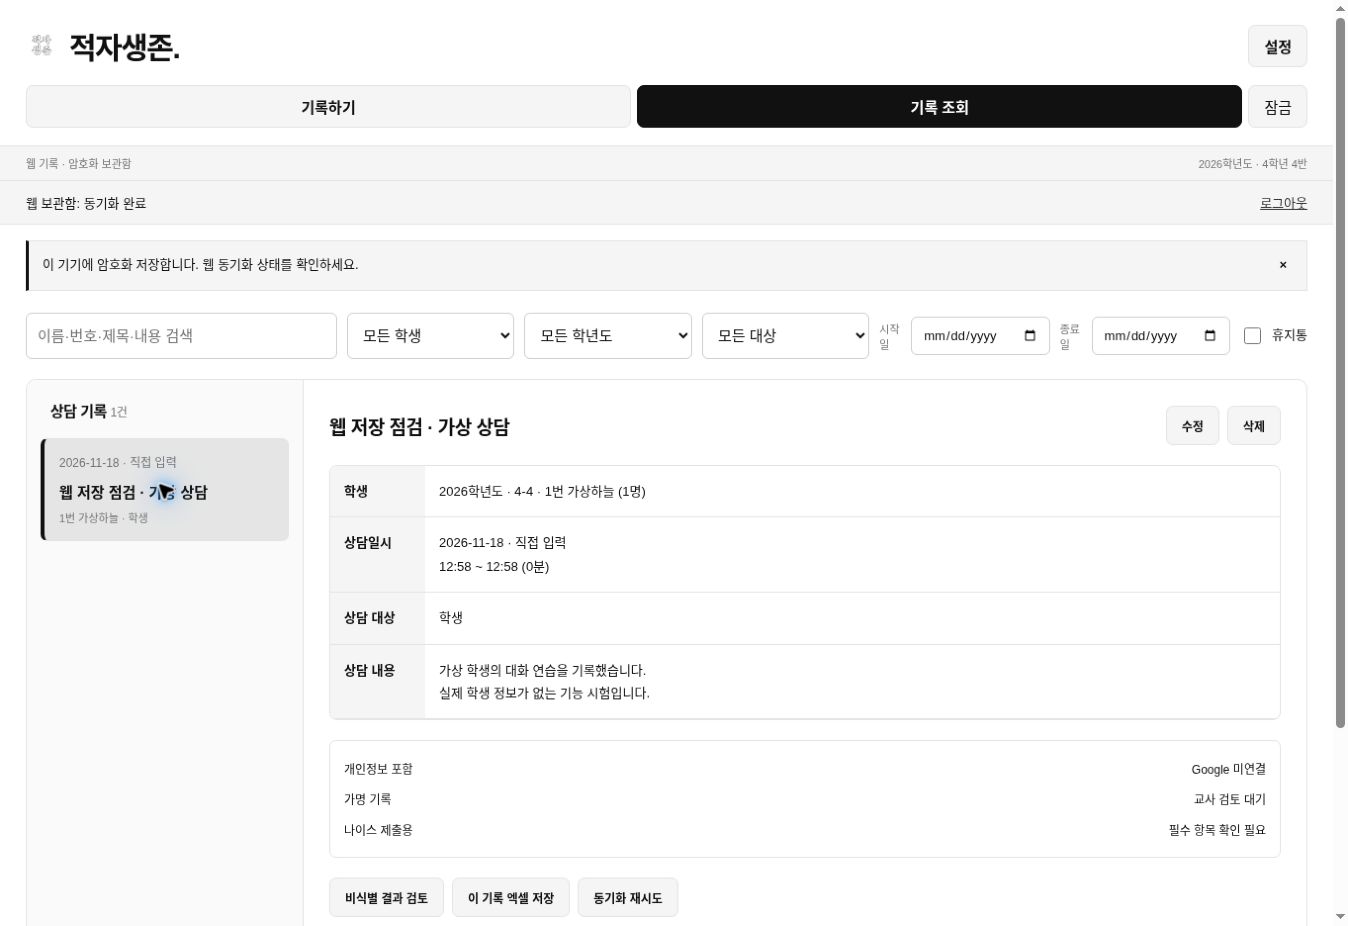 적자
생존
적자생존.
설정
기록하기
기록 조회
잠금
웹 기록 · 암호화 보관함
2026학년도 · 4학년 4반
웹 보관함: 동기화 완료
로그아웃
이 기기에 암호화 저장합니다. 웹 동기화 상태를 확인하세요.
×
이름·번호·제목·내용 검색
모든 학생
모든 학년도
모든 대상
시작일
mm/dd/yyyy
종료일
mm/dd/yyyy
휴지통
상담 기록 1건
2026-11-18 · 직접 입력
웹 저장 점검 · 가상 상담
1번 가상하늘 · 학생
웹 저장 점검 · 가상 상담
수정
삭제
학생
2026학년도 · 4-4 · 1번 가상하늘 (1명)
상담일시
2026-11-18 · 직접 입력
12:58 ~ 12:58 (0분)
상담 대상
학생
상담 내용
가상 학생의 대화 연습을 기록했습니다.
실제 학생 정보가 없는 기능 시험입니다.
개인정보 포함
Google 미연결
가명 기록
교사 검토 대기
나이스 제출용
필수 항목 확인 필요
비식별 결과 검토
이 기록 엑셀 저장
동기화 재시도